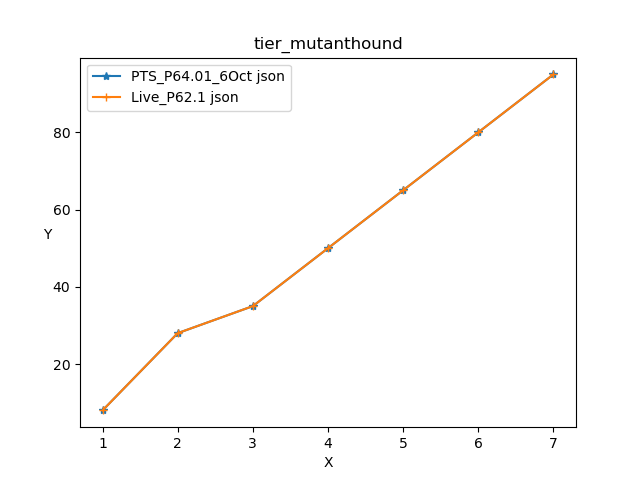 tier_mutanthound
PTS_P64.01_6Oct json
Live_P62.1 json
80
60
40
20
Y
1 2 3 4 5 6 7
X